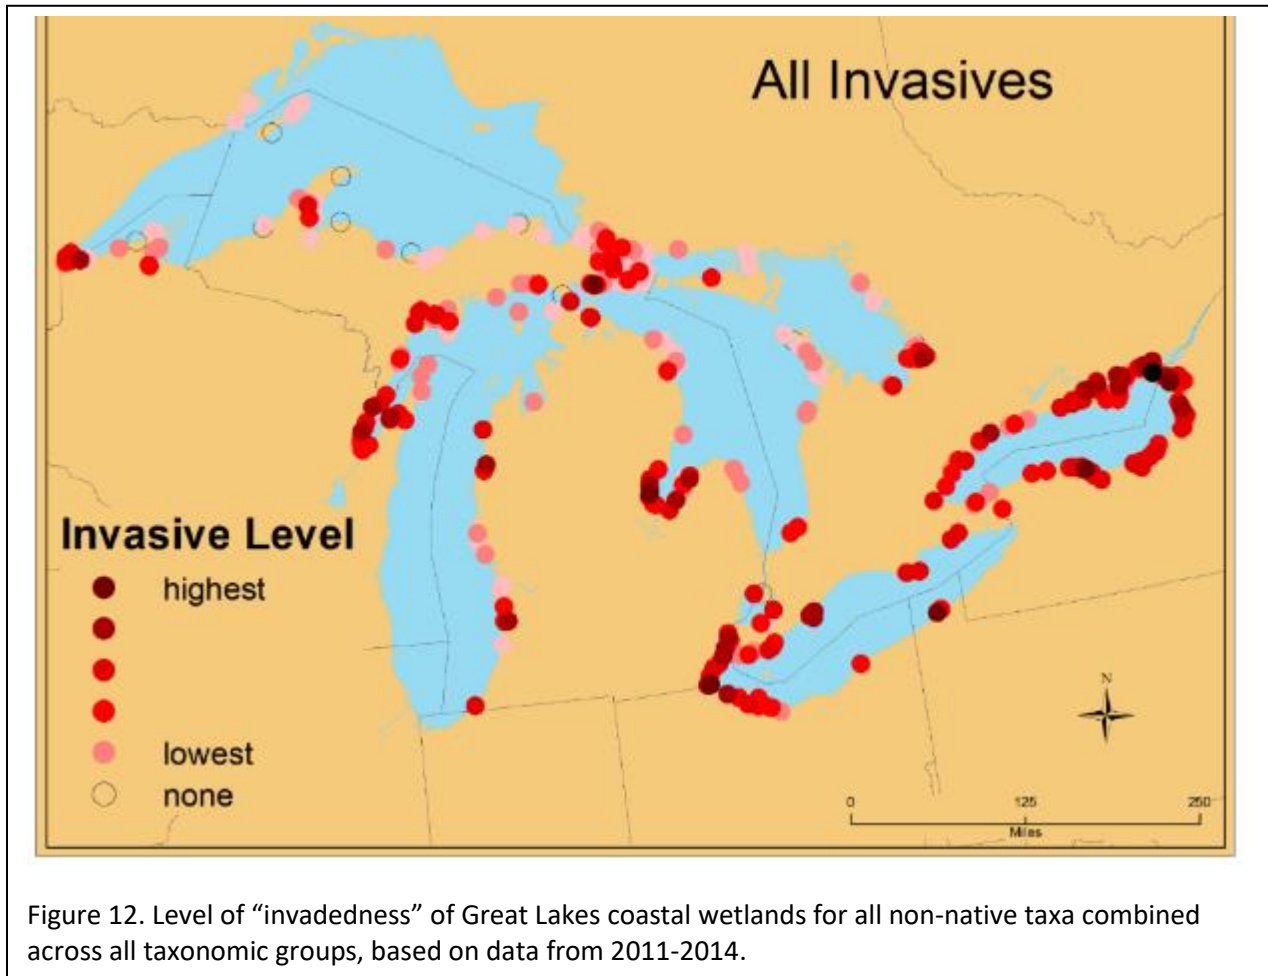 All Invasives
Invasive Level
highest
lowest
none
N
0 125 250
Miles
Figure 12. Level of “invadedness” of Great Lakes coastal wetlands for all non-native taxa combined
across all taxonomic groups, based on data from 2011-2014.